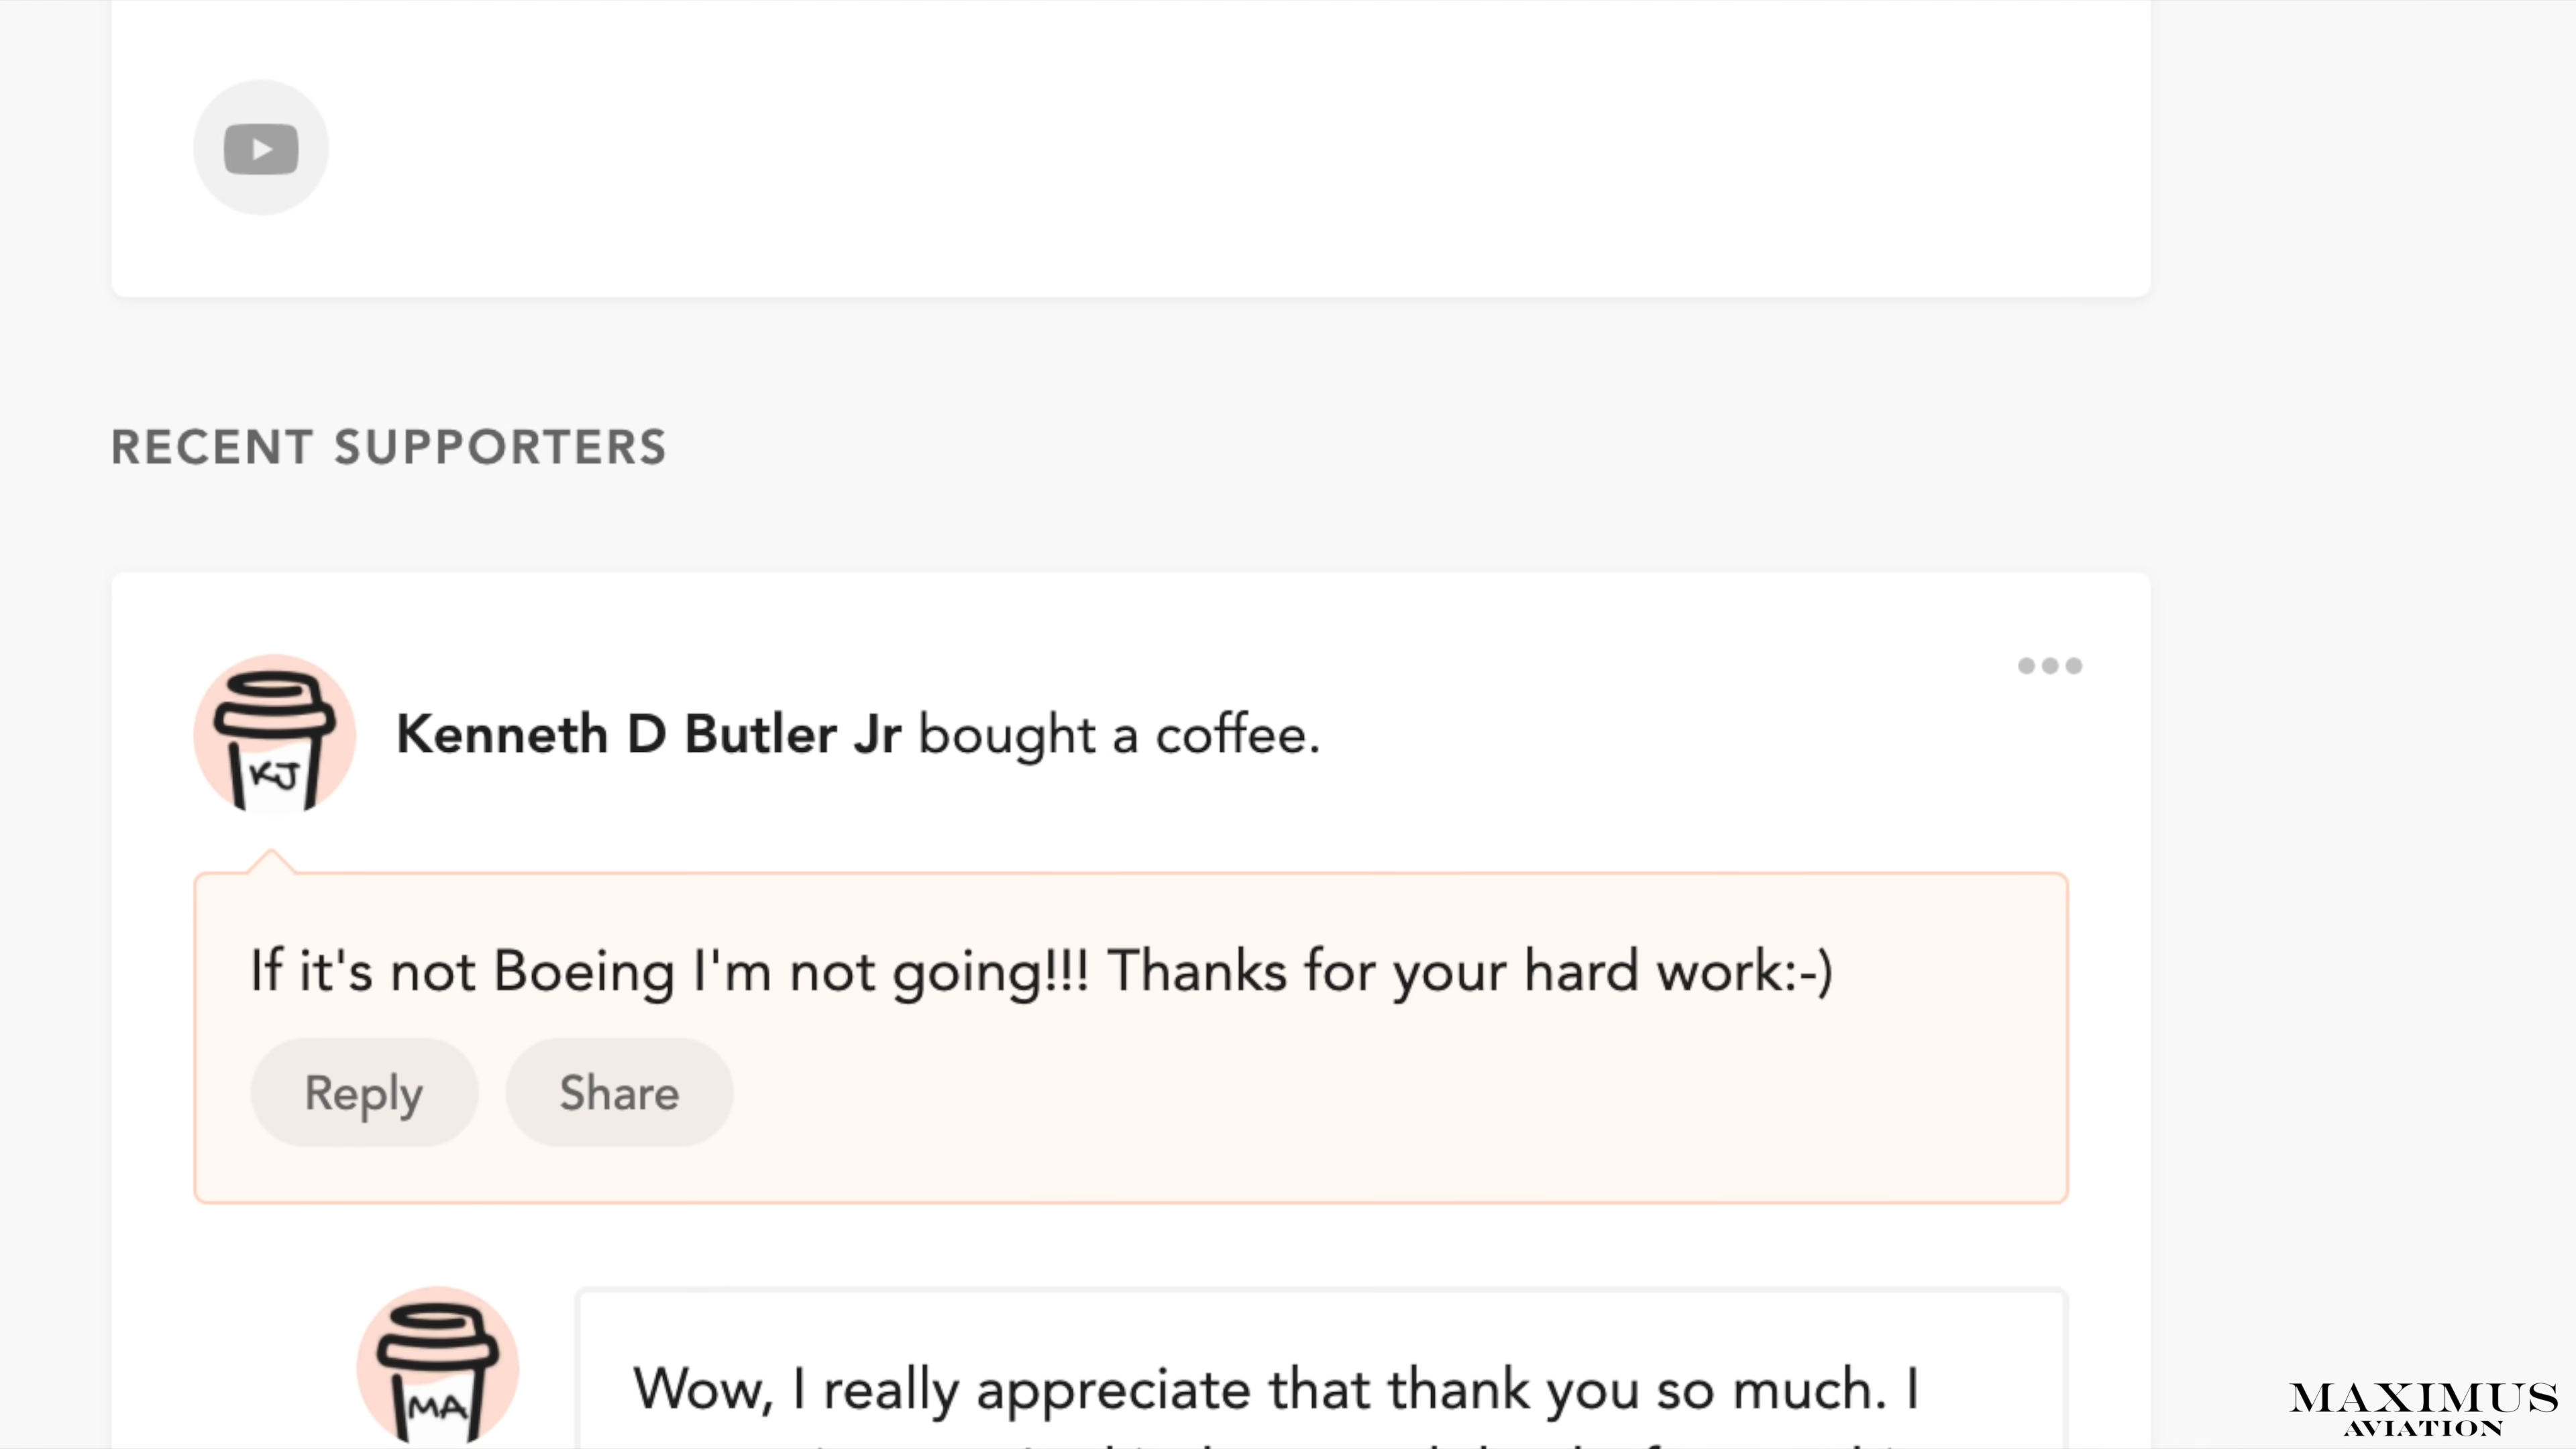 RECENT SUPPORTERS
KJ
Kenneth D Butler Jr bought a coffee.
If it's not Boeing I'm not going!!! Thanks for your hard work:-)
Reply
Share
MA
Wow, I really appreciate that thank you so much. I
MAXIMUS
AVIATION